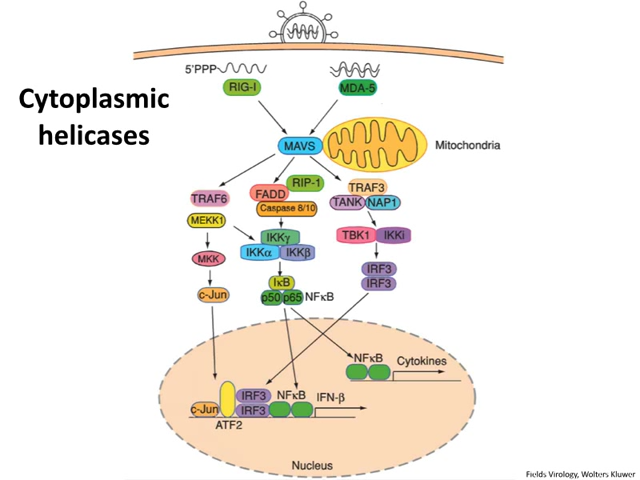 Cytoplasmic
helicases
5'PPP
RIG-I
MDA-5
MAVS
Mitochondria
TRAF6
FADD
RIP-1
TRAF3
MEKK1
Caspase 8/10
TANK
NAP1
IKKγ
TBK1
IKKi
MKK
IKKα
IKKβ
IRF3
IRF3
c-Jun
IκB
p50
p65
NFκB
NFκB
Cytokines
c-Jun
IRF3
IRF3
NFκB
IFN-β
ATF2
Nucleus
Fields Virology, Wolters Kluwer